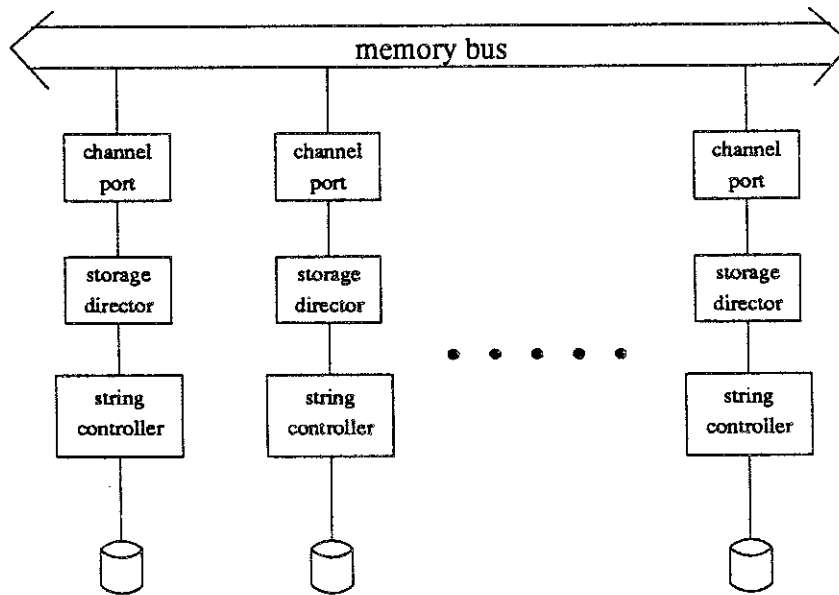 memory bus
channel
port
channel
port
channel
port
storage
director
storage
director
storage
director
string
controller
string
controller
string
controller